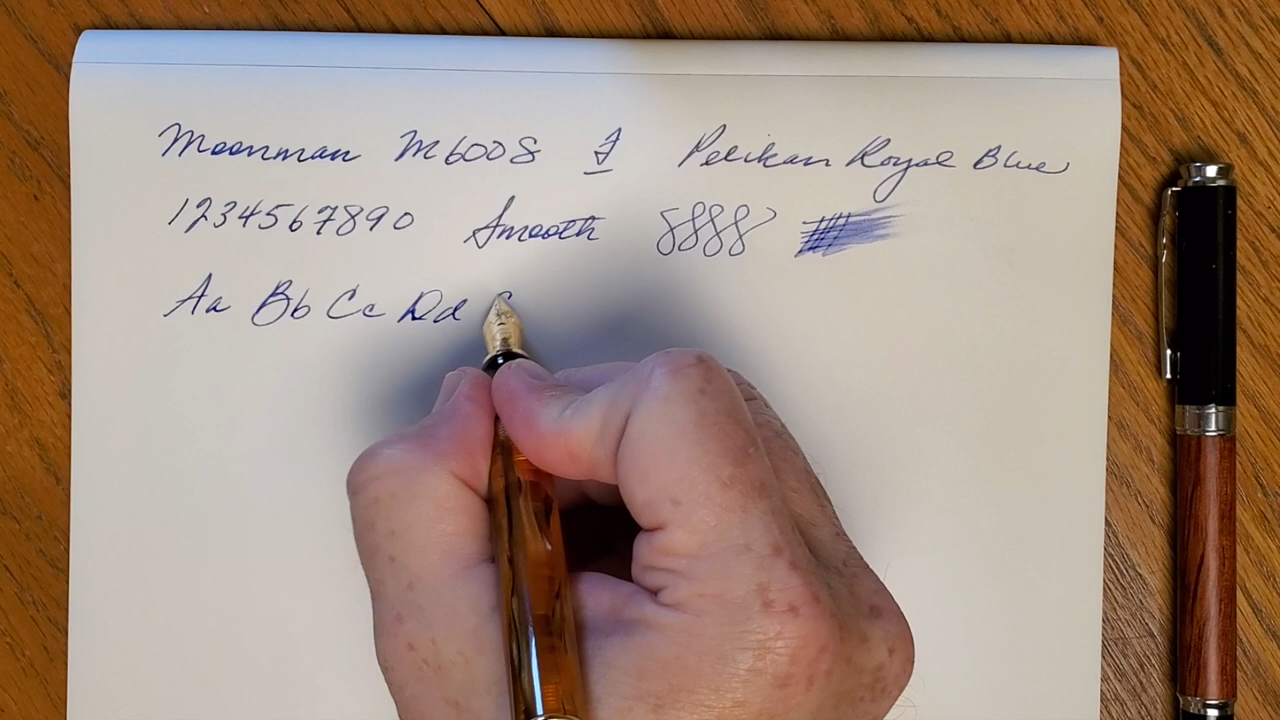 Moonman M600S F Pelikan Royal Blue
1234567890 Smooth 8888
Aa Bb Cc Dd